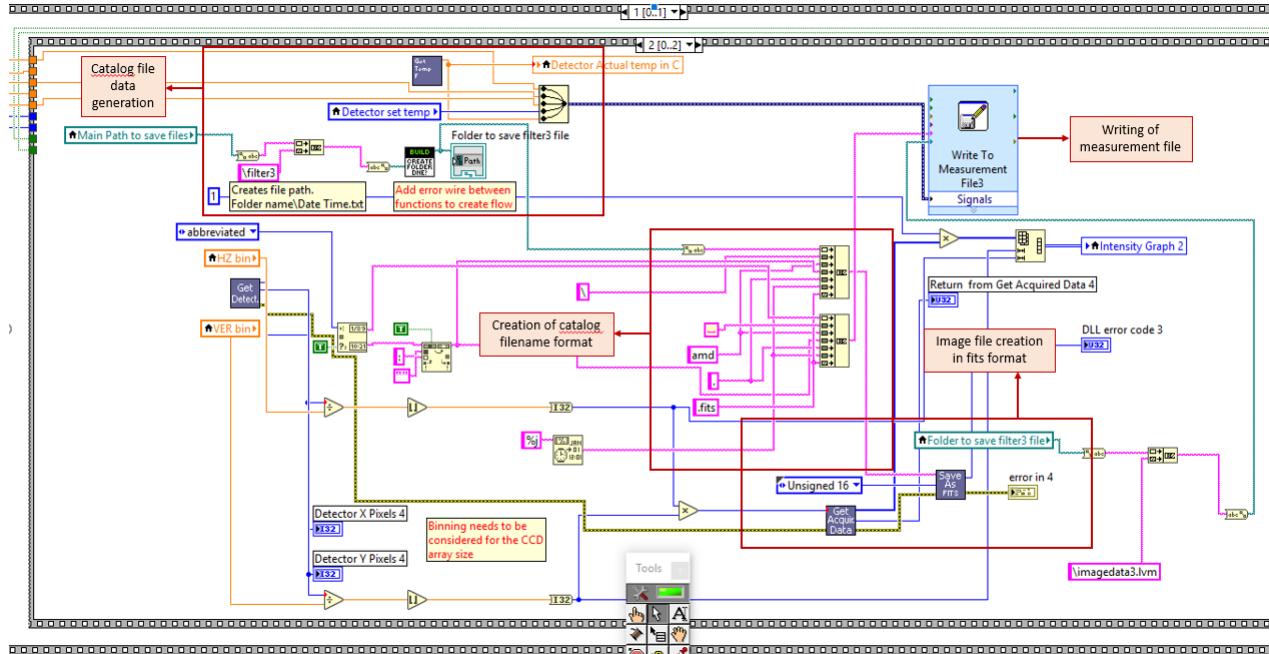 1 [0..1]
2 [0..2]
Catalog file
data
generation
Get
Temp
F
Detector Actual temp in C
Detector set temp
Main Path to save files
Folder to save filter3 file
BUILD
CREATE
FOLDER
Path
\filter3
1
Creates file path.
Folder name\Date Time.txt
Add error wire between
functions to create flow
Write To
Measurement
File3
Signals
Writing of
measurement file
abbreviated
HZ bin
Get
Detect.
VER bin
T
T
\
Creation of catalog
filename format
amd
.
.fits
%j
Intensity Graph 2
Return from Get Acquired Data 4
U32
Image file creation
in fits format
DLL error code 3
U32
I32
Folder to save filter3 file
Unsigned 16
Save
As
FITS
error in 4
Get
Acquir
Data
Detector X Pixels 4
I32
Binning needs to be
considered for the CCD
array size
Detector Y Pixels 4
I32
I32
\imagedata3.lvm
Tools